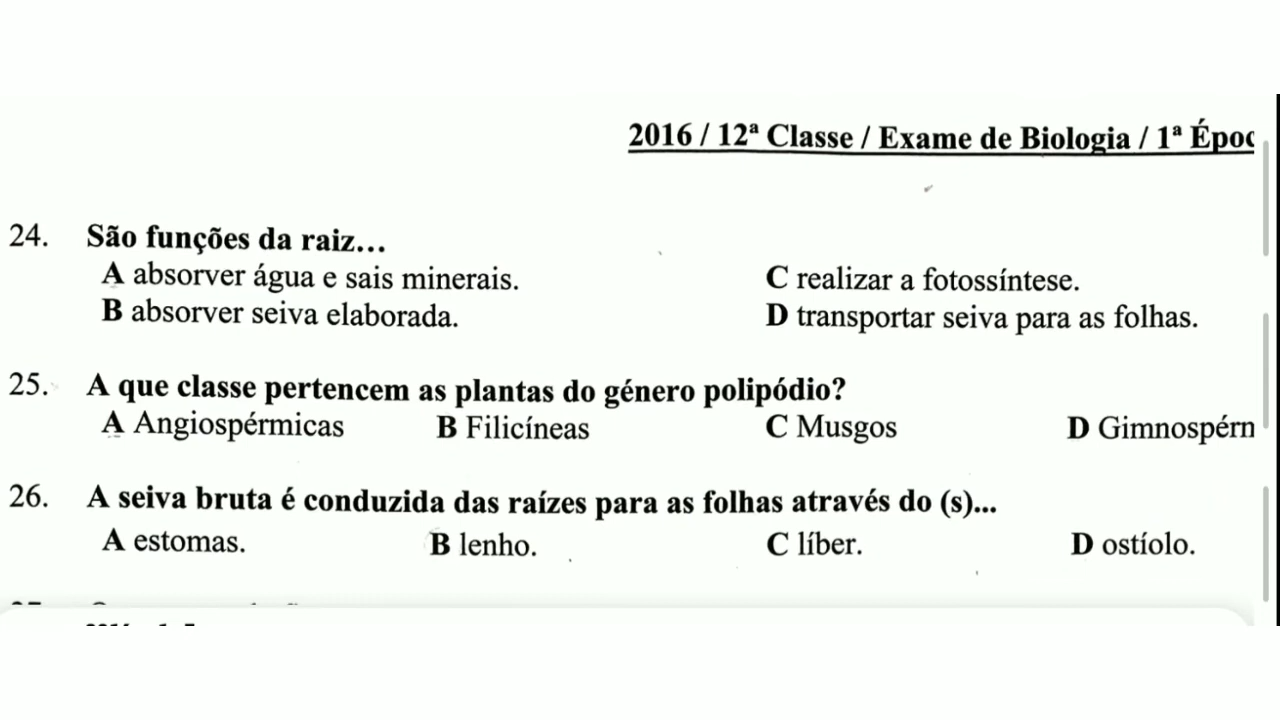 2016 / 12ª Classe / Exame de Biologia / 1ª Époc
24. São funções da raiz...
A absorver água e sais minerais.
C realizar a fotossíntese.
B absorver seiva elaborada.
D transportar seiva para as folhas.
25. A que classe pertencem as plantas do género polipódio?
A Angiospérmicas B Filicíneas C Musgos D Gimnospérm
26. A seiva bruta é conduzida das raízes para as folhas através do (s)...
A estomas. B lenho. C líber. D ostíolo.